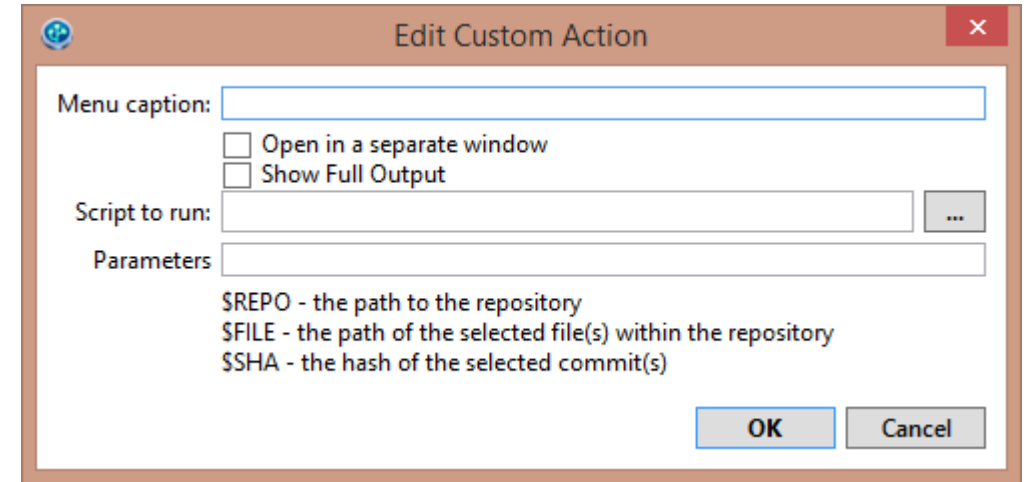 Edit Custom Action
Menu caption:
Open in a separate window
Show Full Output
Script to run:
...
Parameters
$REPO - the path to the repository
$FILE - the path of the selected file(s) within the repository
$SHA - the hash of the selected commit(s)
OK
Cancel